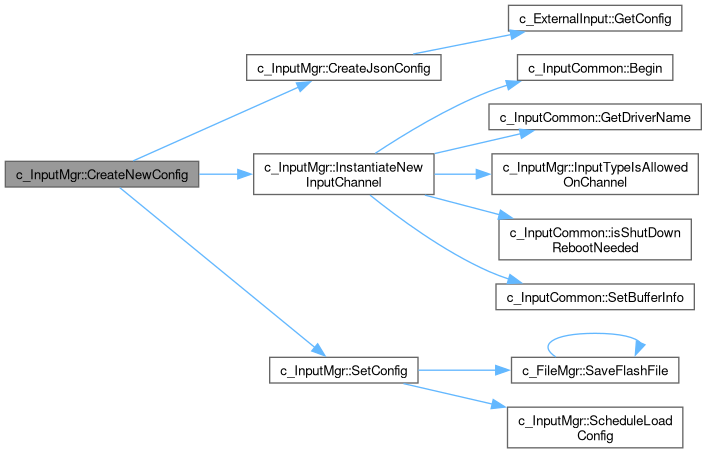 c_ExternalInput::GetConfig
c_InputMgr::CreateJsonConfig
c_InputCommon::Begin
c_InputCommon::GetDriverName
c_InputMgr::CreateNewConfig
c_InputMgr::InstantiateNew
InputChannel
c_InputMgr::InputTypeIsAllowed
OnChannel
c_InputCommon::isShutDown
RebootNeeded
c_InputCommon::SetBufferInfo
c_InputMgr::SetConfig
c_FileMgr::SaveFlashFile
c_InputMgr::ScheduleLoad
Config